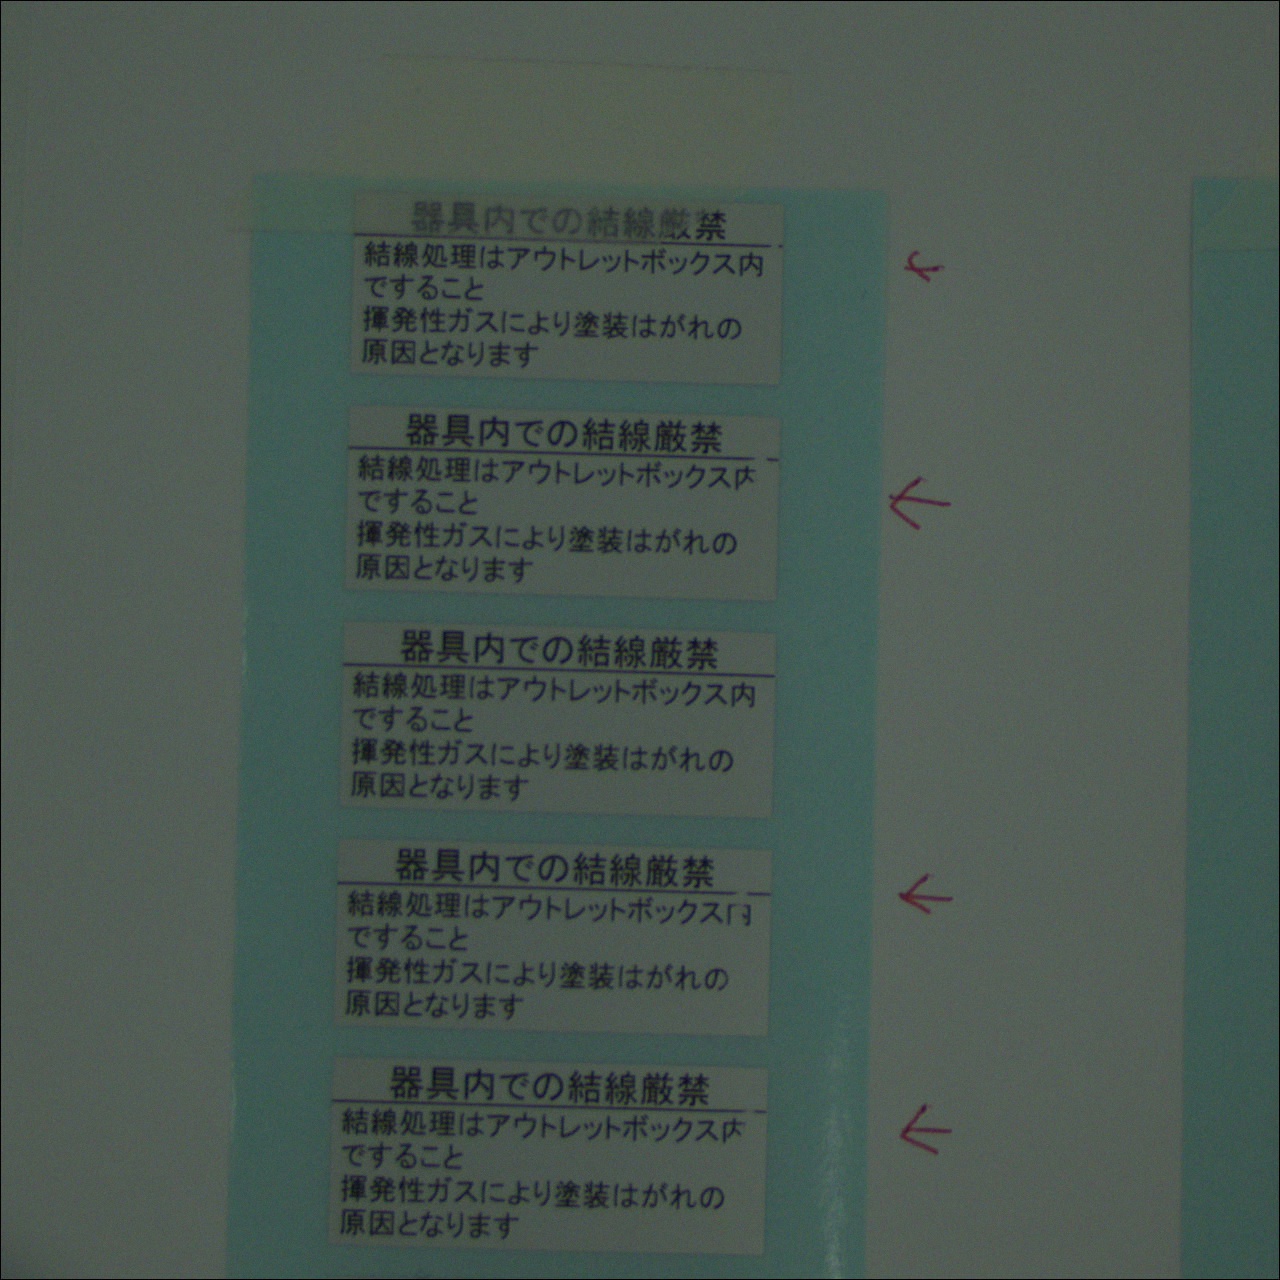 器具内での結線厳禁
結線処理はアウトレットボックス内
ですること
揮発性ガスにより塗装はがれの
原因となります
器具内での結線厳禁
結線処理はアウトレットボックス内
ですること
揮発性ガスにより塗装はがれの
原因となります
器具内での結線厳禁
結線処理はアウトレットボックス内
ですること
揮発性ガスにより塗装はがれの
原因となります
器具内での結線厳禁
結線処理はアウトレットボックス内
ですること
揮発性ガスにより塗装はがれの
原因となります
器具内での結線厳禁
結線処理はアウトレットボックス内
ですること
揮発性ガスにより塗装はがれの
原因となります